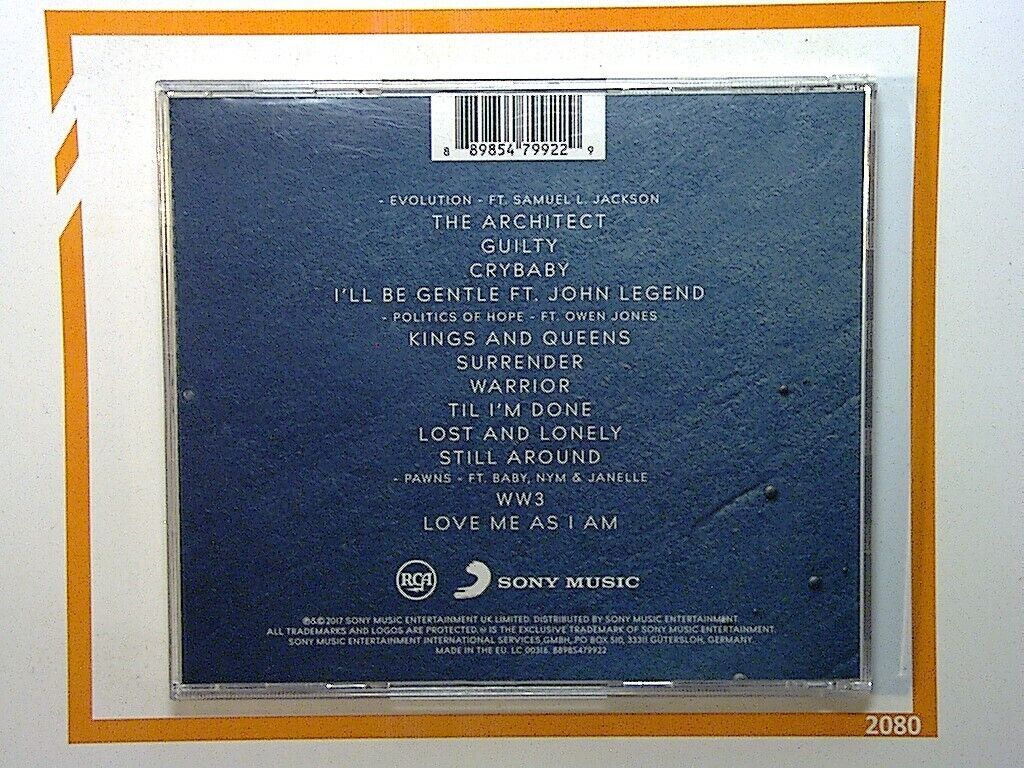 8 89854 79922 9
- EVOLUTION - FT. SAMUEL L. JACKSON
THE ARCHITECT
GUILTY
CRYBABY
I'LL BE GENTLE FT. JOHN LEGEND
- POLITICS OF HOPE - FT. OWEN JONES
KINGS AND QUEENS
SURRENDER
WARRIOR
TIL I'M DONE
LOST AND LONELY
STILL AROUND
- PAWNS - FT. BABY, NYM & JANELLE
WW3
LOVE ME AS I AM
RCA SONY MUSIC
℗&© 2017 SONY MUSIC ENTERTAINMENT UK LIMITED. DISTRIBUTED BY SONY MUSIC ENTERTAINMENT.
ALL TRADEMARKS AND LOGOS ARE PROTECTED. ® IS THE EXCLUSIVE TRADEMARK OF SONY MUSIC ENTERTAINMENT.
SONY MUSIC ENTERTAINMENT INTERNATIONAL SERVICES GMBH, PO BOX 510, 33311 GÜTERSLOH, GERMANY.
MADE IN THE EU. LC 00316. 88985479922
2080